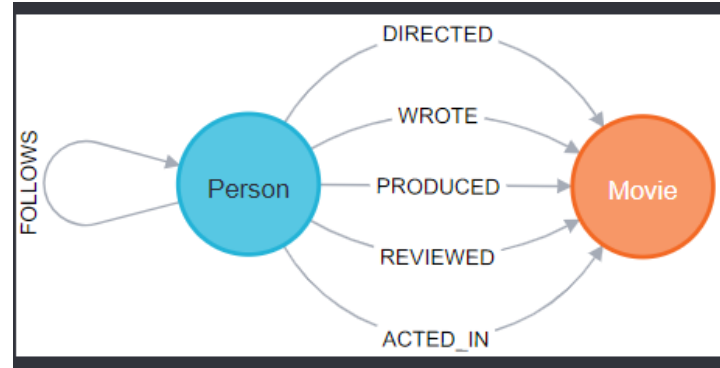 DIRECTED
WROTE
FOLLOWS
Person
PRODUCED
Movie
REVIEWED
ACTED_IN